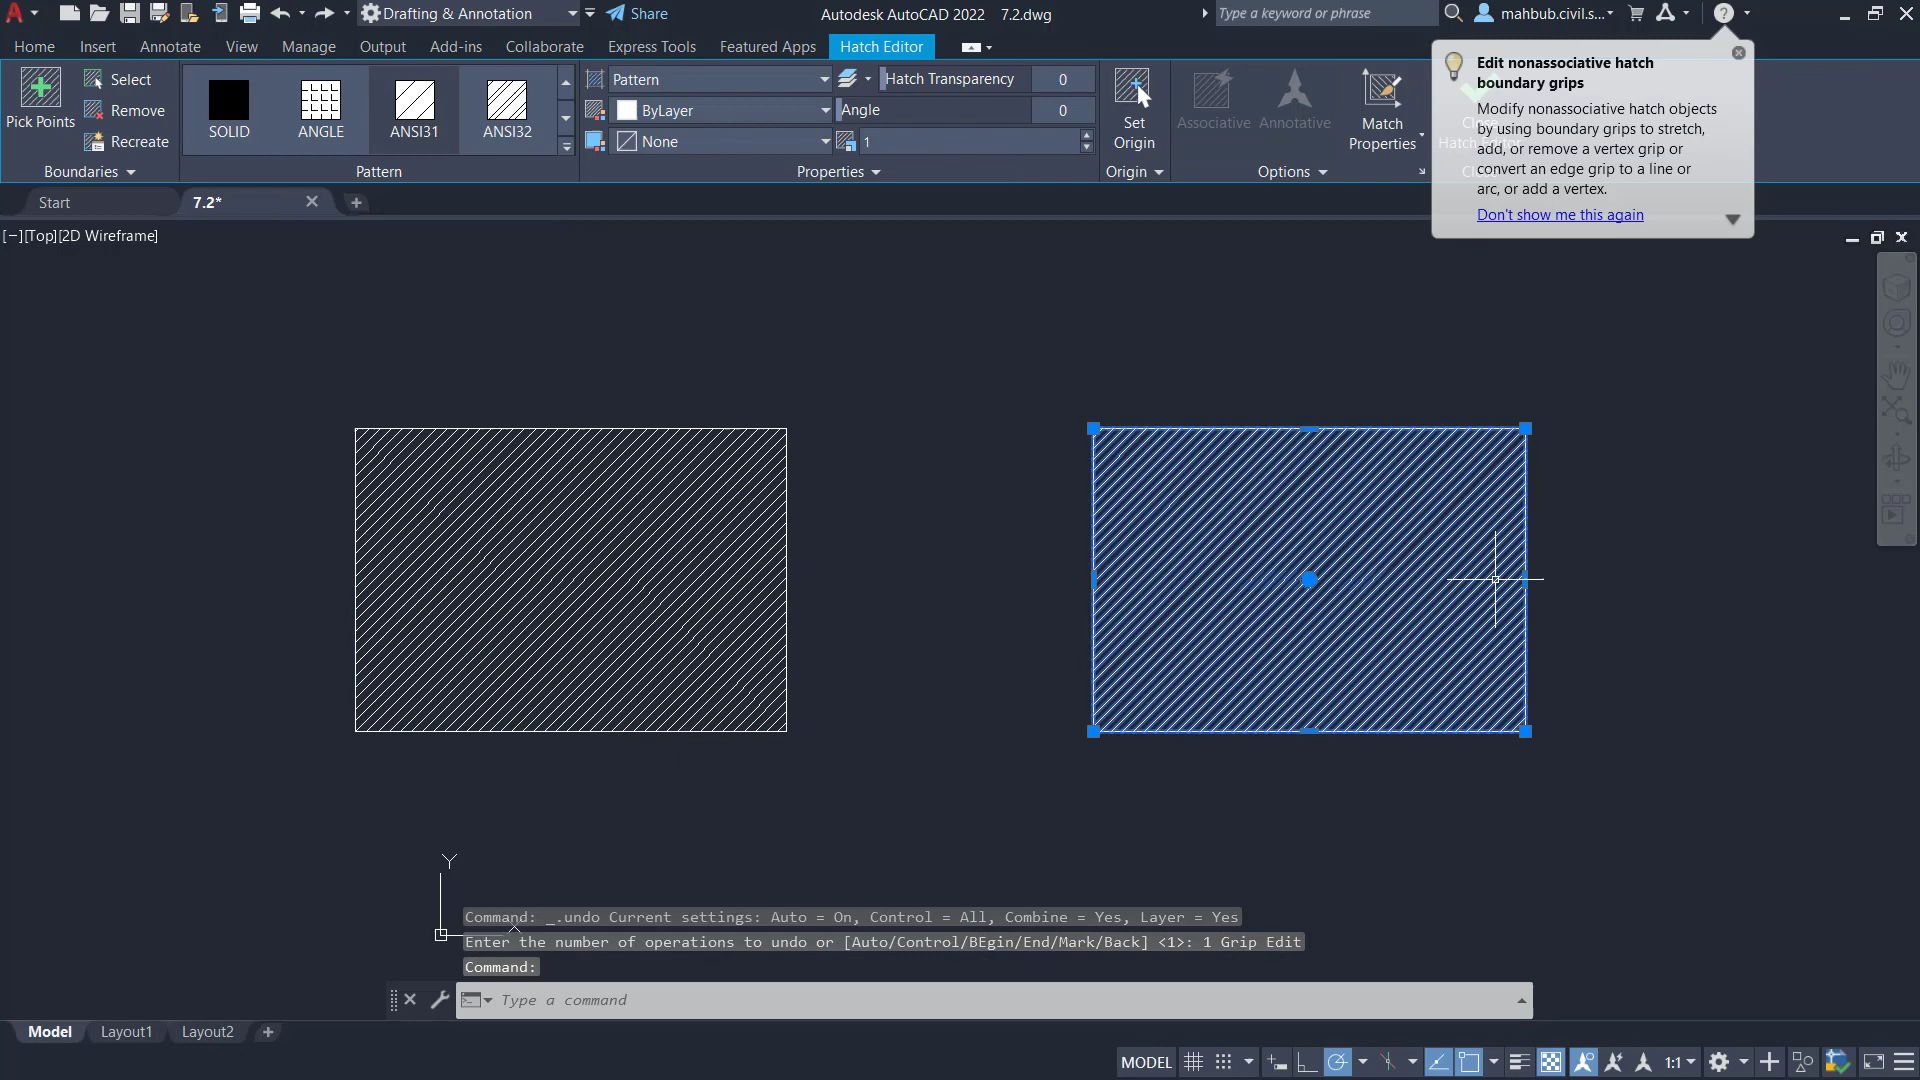 Drafting & Annotation
Share
Autodesk AutoCAD 2022 7.2.dwg
Type a keyword or phrase
mahbub.civil.s...
Home Insert Annotate View Manage Output Add-ins Collaborate Express Tools Featured Apps Hatch Editor
Pick Points
Select
Remove
Recreate
Boundaries
SOLID ANGLE ANSI31 ANSI32
Pattern
Pattern
ByLayer
None
Hatch Transparency 0
Angle 0
1
Properties
Set
Origin
Origin
Associative
Annotative
Match
Properties
Options
Edit nonassociative hatch
boundary grips
Modify nonassociative hatch objects
by using boundary grips to stretch,
add, or remove a vertex grip or
convert an edge grip to a line or
arc, or add a vertex.
Don't show me this again
Start
7.2*
[−][Top][2D Wireframe]
Y
Command: _.undo Current settings: Auto = On, Control = All, Combine = Yes, Layer = Yes
Enter the number of operations to undo or [Auto/Control/BEgin/End/Mark/Back] <1>: 1 Grip Edit
Command:
Type a command
Model Layout1 Layout2
MODEL
1:1